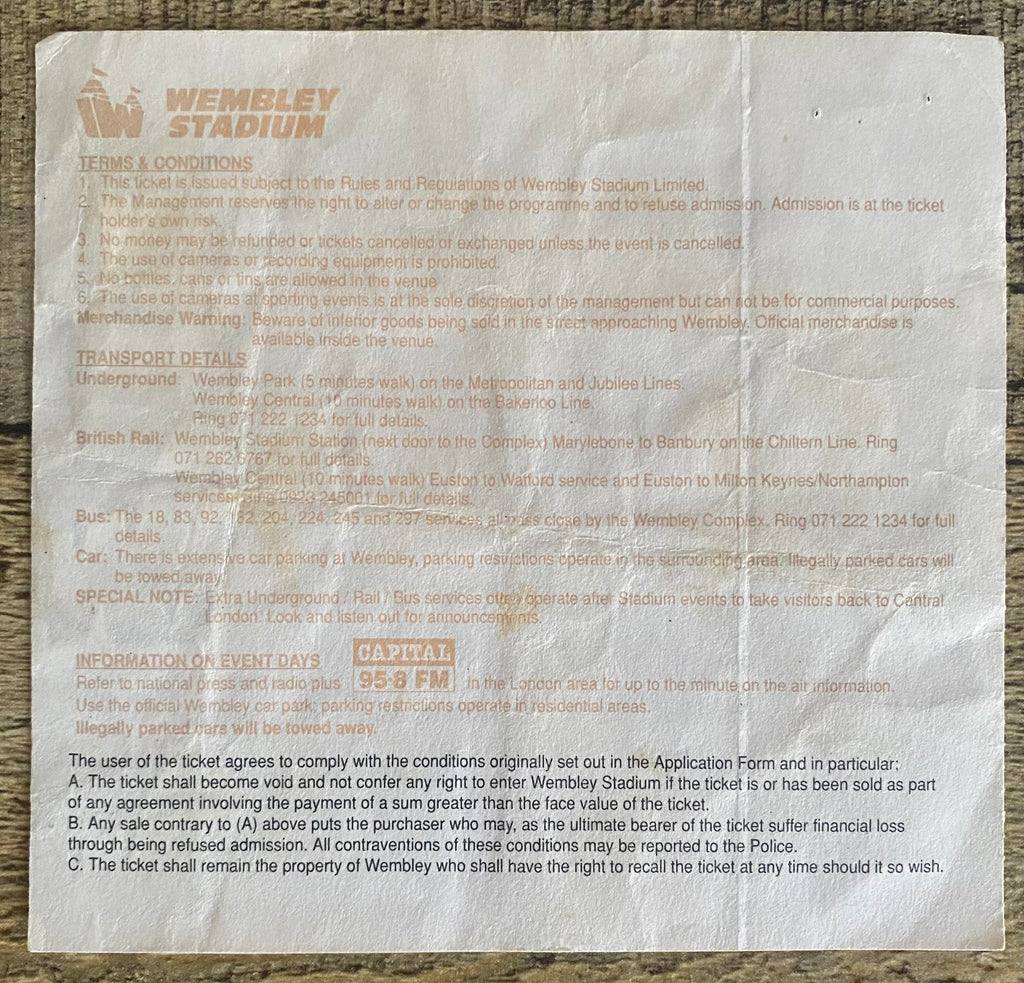 WEMBLEY
STADIUM
TERMS & CONDITIONS
1. This ticket is issued subject to the Rules and Regulations of Wembley Stadium Limited.
2. The Management reserves the right to alter or change the programme and to refuse admission. Admission is at the ticket
holder's own risk.
3. No money may be refunded or tickets cancelled or exchanged unless the event is cancelled.
4. The use of cameras or recording equipment is prohibited.
5. No bottles, cans or tins are allowed in the venue
6. The use of cameras at sporting events is at the sole discretion of the management but can not be for commercial purposes.
Merchandise Warning: Beware of inferior goods being sold in the street approaching Wembley. Official merchandise is
available inside the venue.
TRANSPORT DETAILS
Underground: Wembley Park (5 minutes walk) on the Metropolitan and Jubilee Lines.
Wembley Central (10 minutes walk) on the Bakerloo Line.
Ring 071 222 1234 for full details.
British Rail: Wembley Stadium Station (next door to the Complex) Marylebone to Banbury on the Chiltern Line. Ring
071 262 6767 for full details.
Wembley Central (10 minutes walk) Euston to Watford service and Euston to Milton Keynes/Northampton
services. Ring 0923 245001 for full details.
Bus: The 18, 83, 92, 182, 204, 224, 245 and 297 services all pass close by the Wembley Complex. Ring 071 222 1234 for full
details.
Car: There is extensive car parking at Wembley, parking restrictions operate in the surrounding area. Illegally parked cars will
be towed away.
SPECIAL NOTE: Extra Underground / Rail / Bus services often operate after Stadium events to take visitors back to Central
London. Look and listen out for announcements.
CAPITAL
INFORMATION ON EVENT DAYS
Refer to national press and radio plus 95·8 FM in the London area for up to the minute on the air information.
Use the official Wembley car park; parking restrictions operate in residential areas.
Illegally parked cars will be towed away.
The user of the ticket agrees to comply with the conditions originally set out in the Application Form and in particular;
A. The ticket shall become void and not confer any right to enter Wembley Stadium if the ticket is or has been sold as part
of any agreement involving the payment of a sum greater than the face value of the ticket.
B. Any sale contrary to (A) above puts the purchaser who may, as the ultimate bearer of the ticket suffer financial loss
through being refused admission. All contraventions of these conditions may be reported to the Police.
C. The ticket shall remain the property of Wembley who shall have the right to recall the ticket at any time should it so wish.